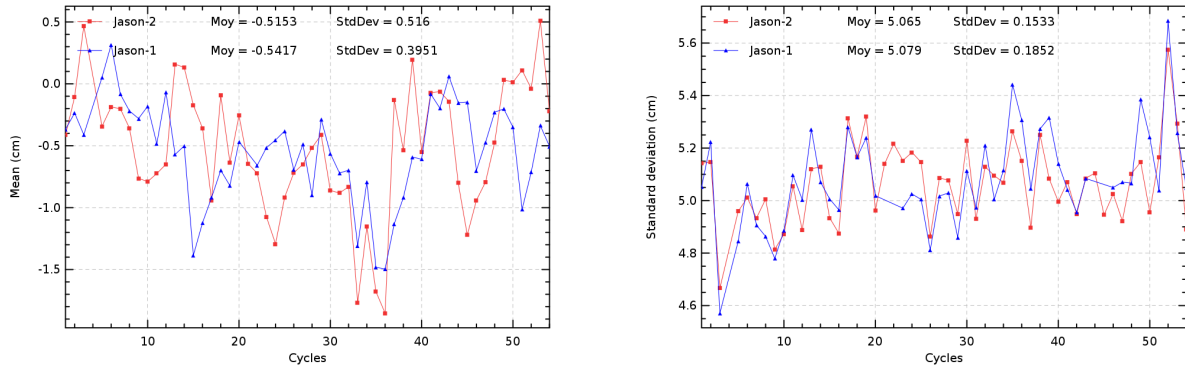 Jason-2 Moy = -0.5153 StdDev = 0.516
Jason-1 Moy = -0.5417 StdDev = 0.3951
0.5
0.0
-0.5
-1.0
-1.5
Mean (cm)
10 20 30 40 50
Cycles
Jason-2 Moy = 5.065 StdDev = 0.1533
Jason-1 Moy = 5.079 StdDev = 0.1852
5.6
5.4
5.2
5.0
4.8
4.6
Standard deviation (cm)
10 20 30 40 50
Cycles